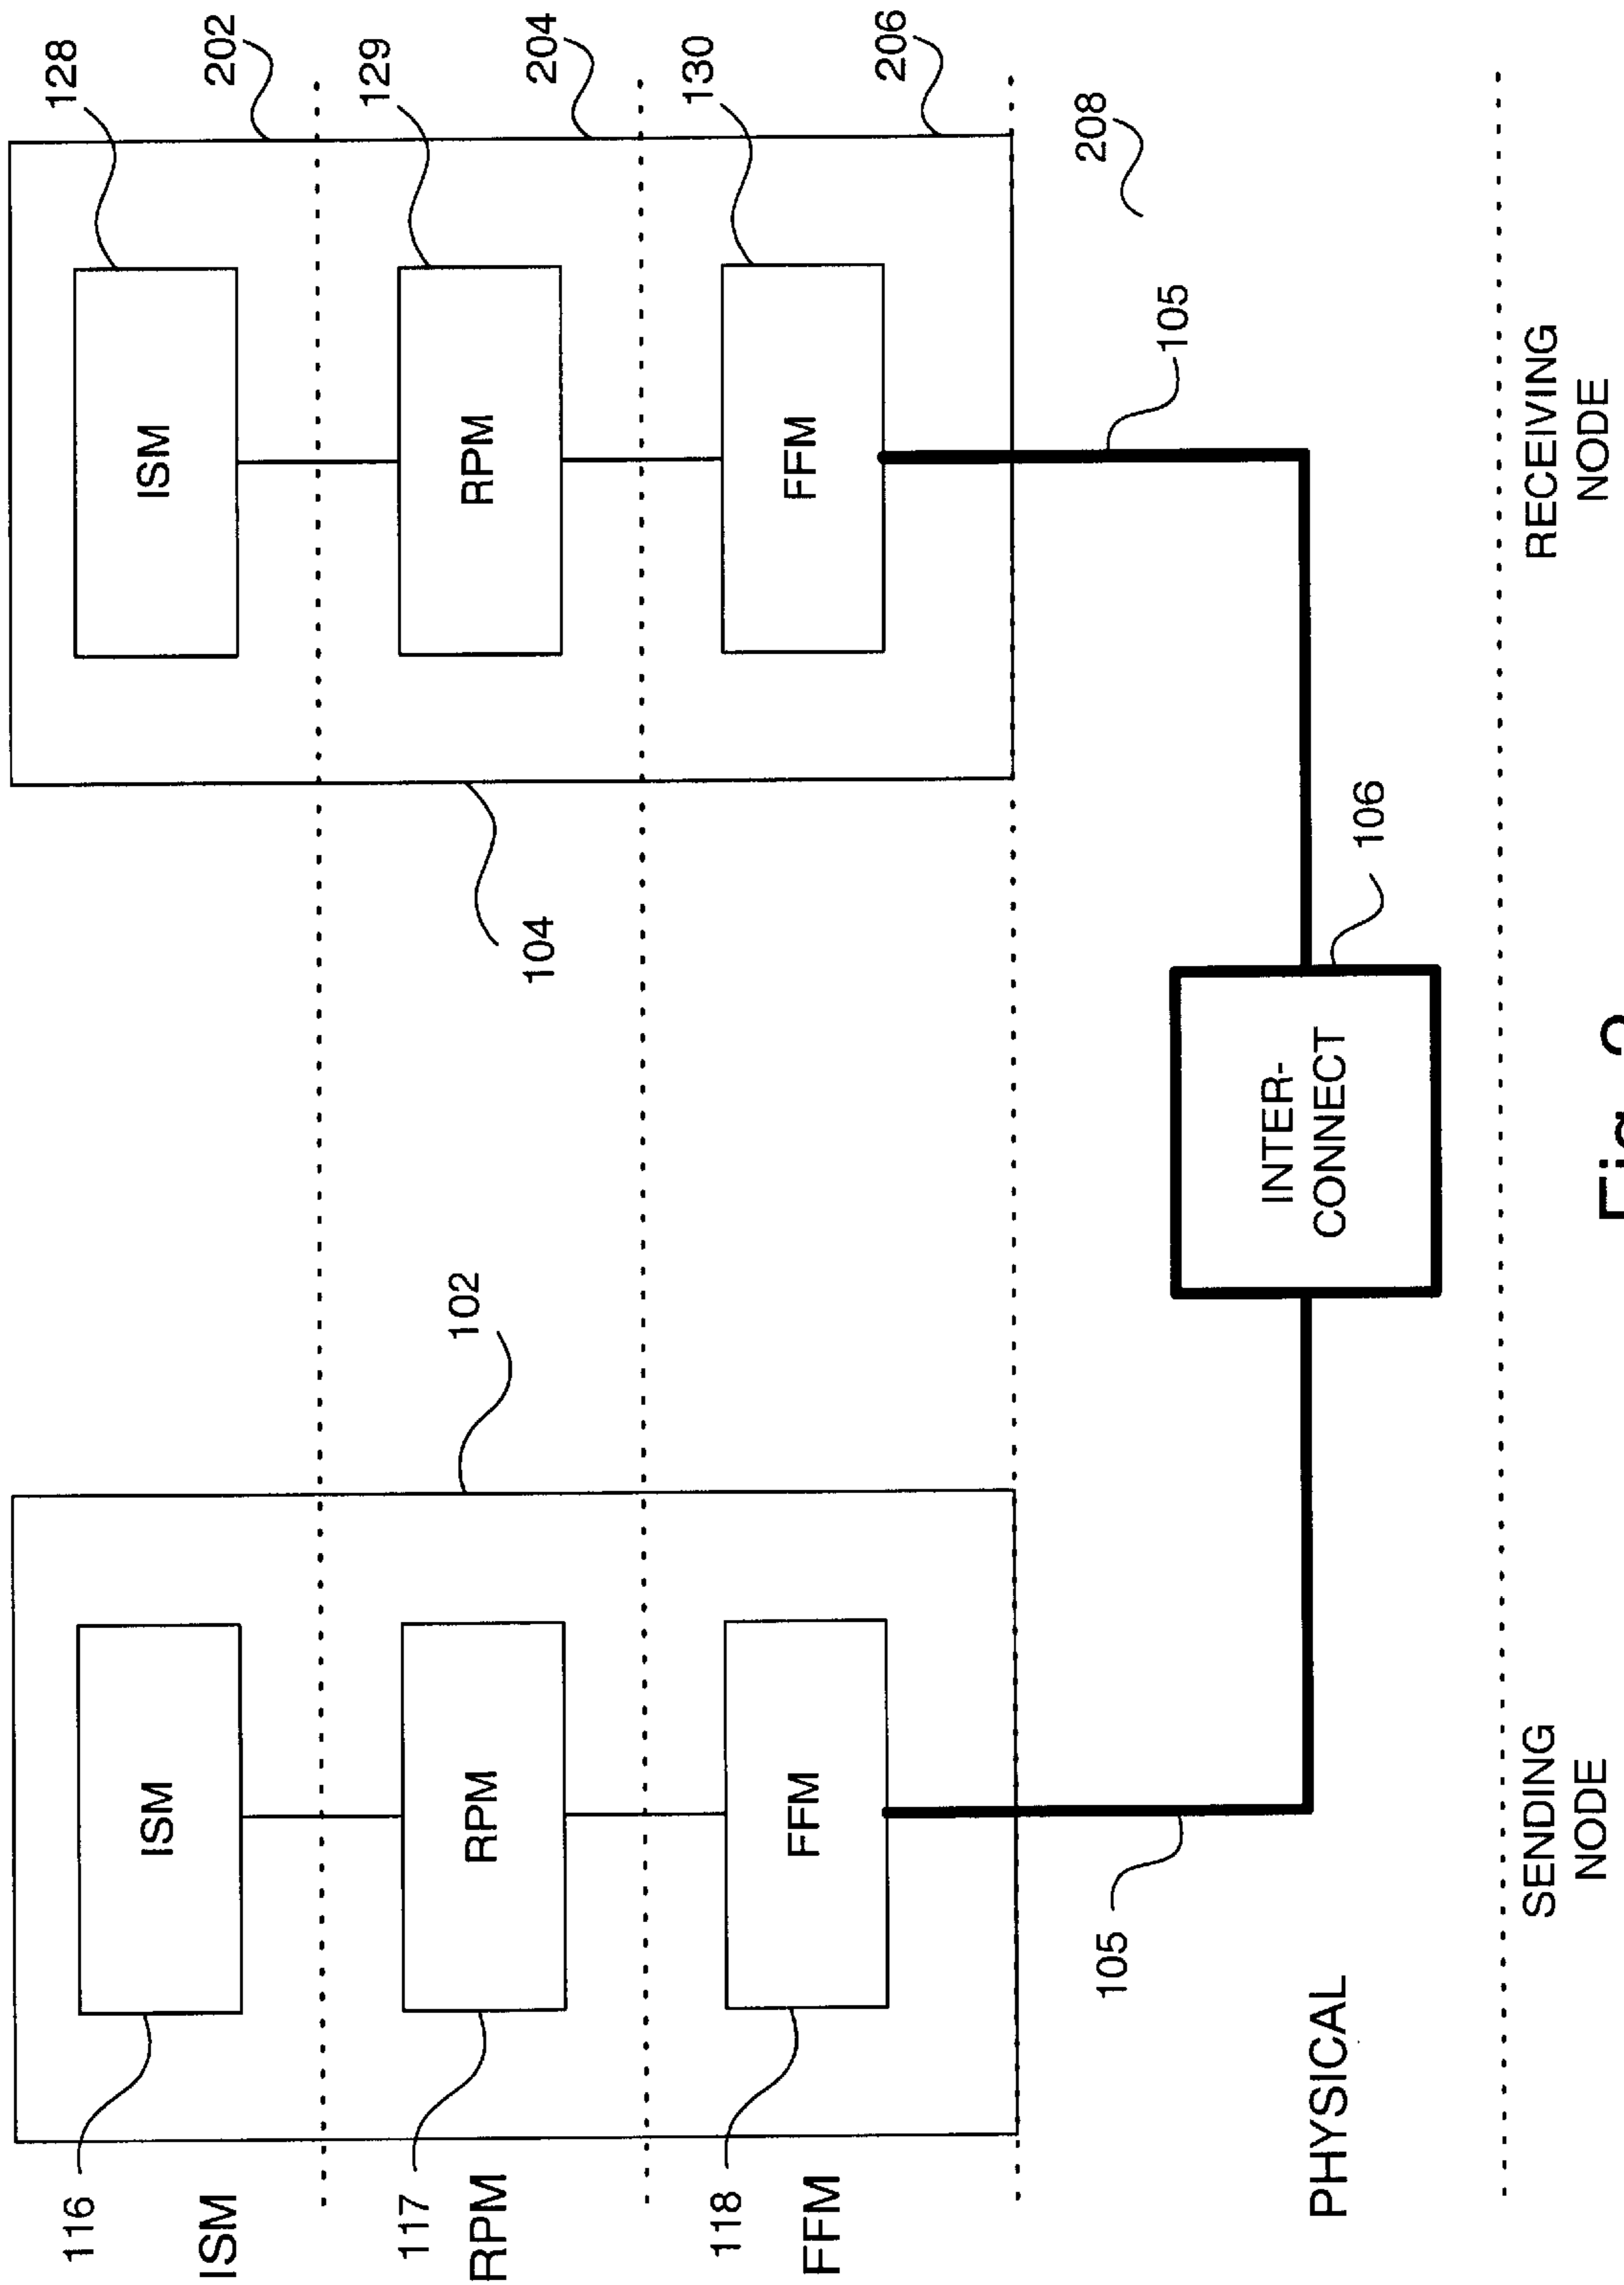 116
128
ISM
ISM
ISM
202
117
129
102
RPM
RPM
RPM
104
204
118
130
FFM
FFM
FFM
206
208
105
105
INTER-
CONNECT
PHYSICAL
106
SENDING
NODE
RECEIVING
NODE
Fig.